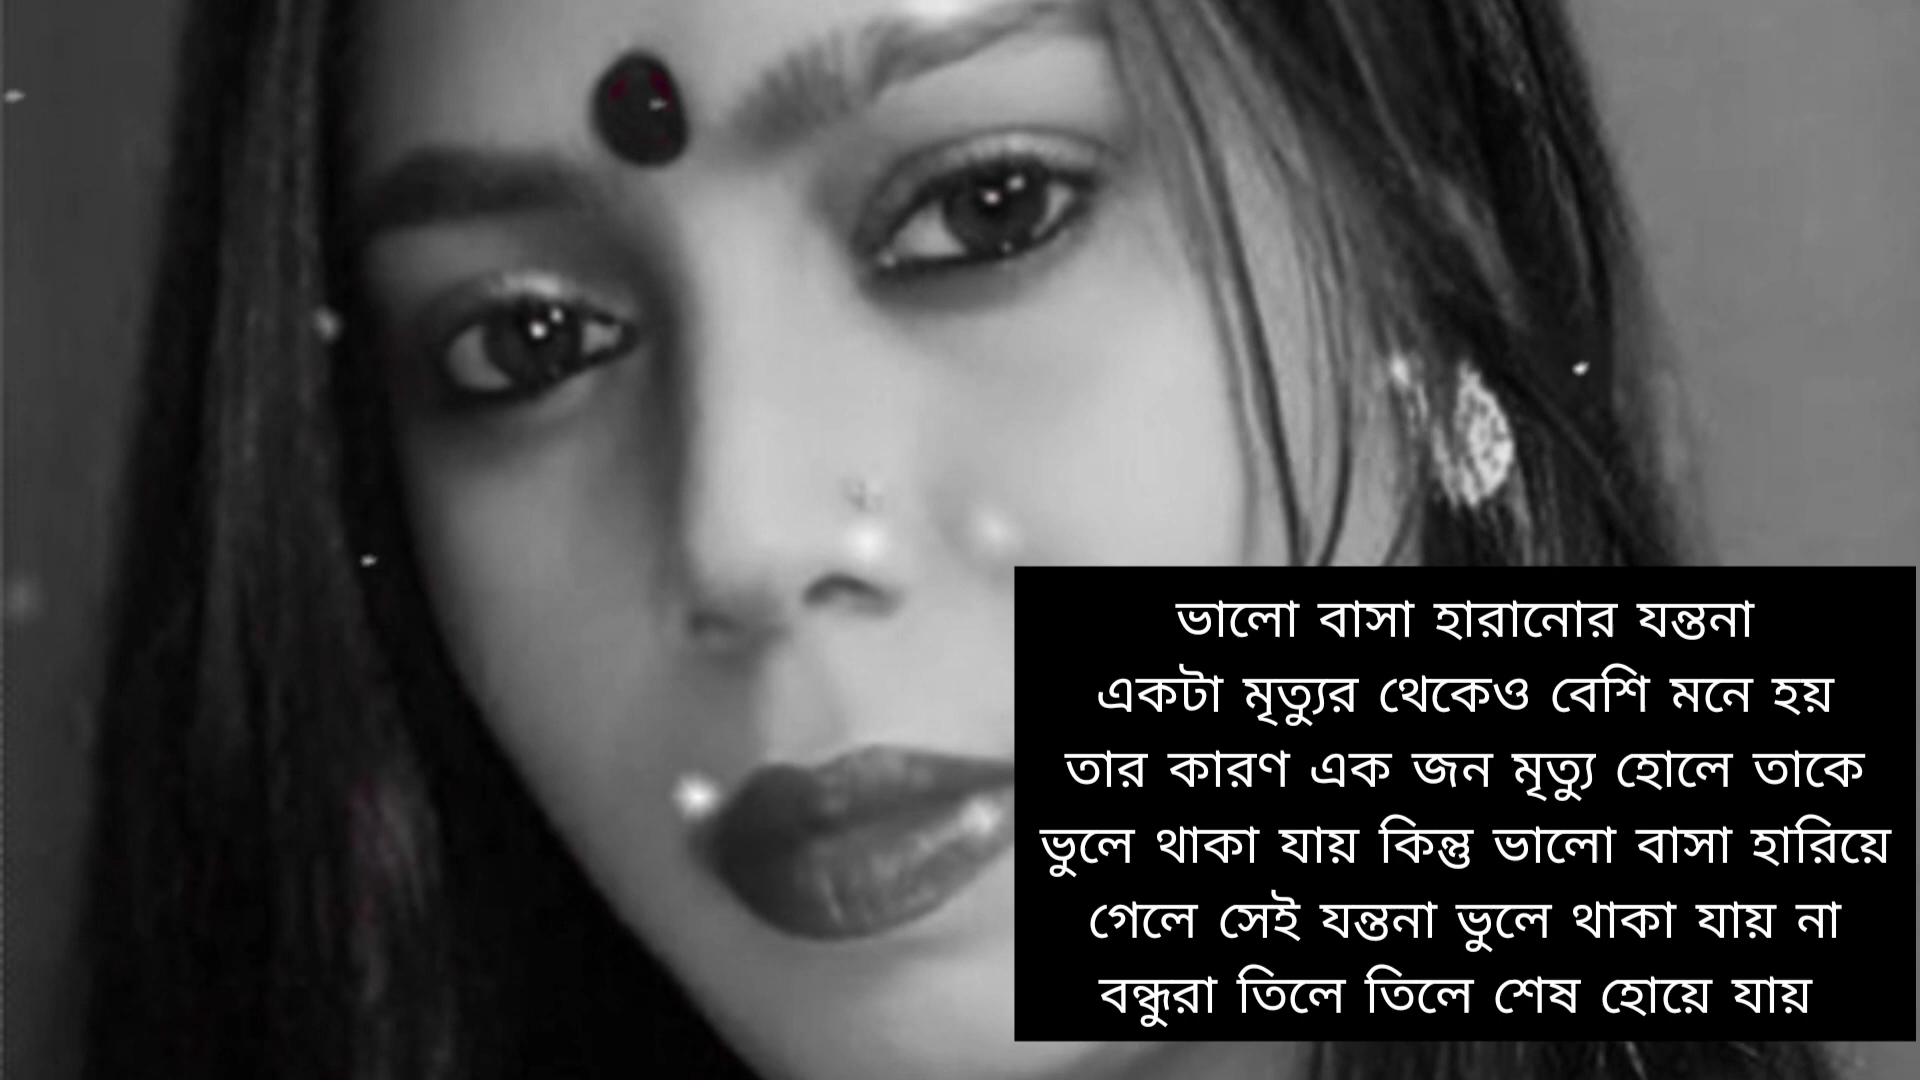 ভালো বাসা হারানোর যন্তনা
একটা মৃত্যুর থেকেও বেশি মনে হয়
তার কারণ এক জন মৃত্যু হোলে তাকে
ভুলে থাকা যায় কিন্তু ভালো বাসা হারিয়ে
গেলে সেই যন্তনা ভুলে থাকা যায় না
বন্ধুরা তিলে তিলে শেষ হোয়ে যায়